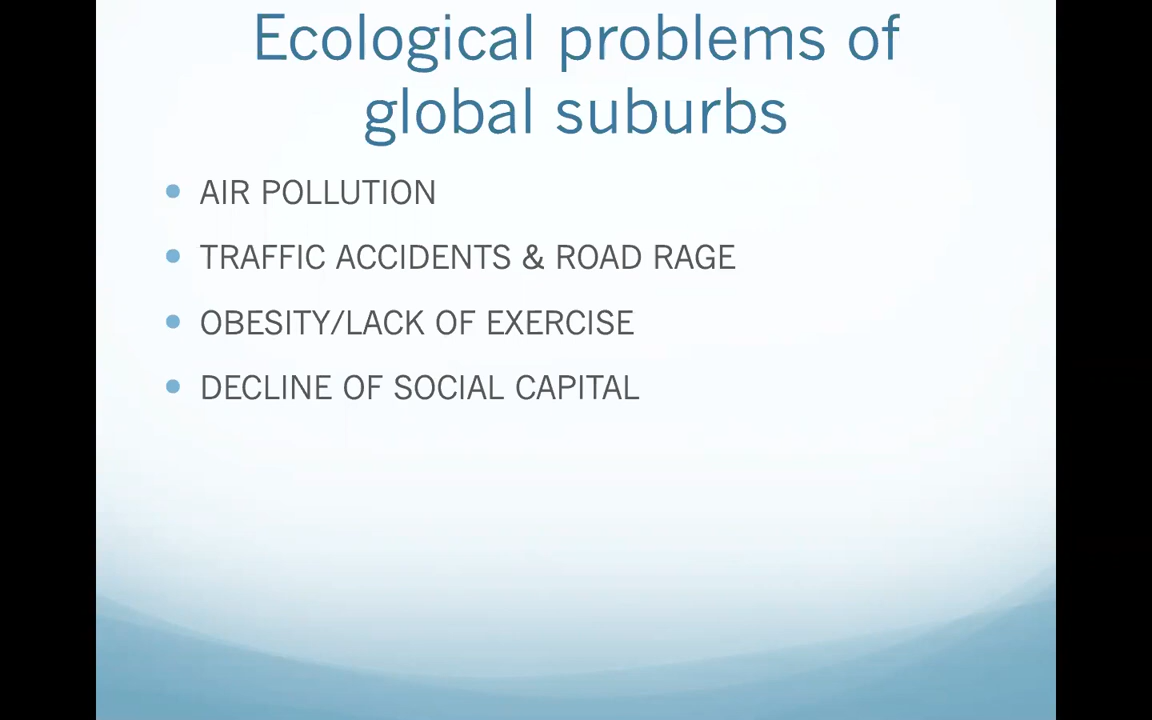 Ecological problems of
global suburbs
AIR POLLUTION
TRAFFIC ACCIDENTS & ROAD RAGE
OBESITY/LACK OF EXERCISE
DECLINE OF SOCIAL CAPITAL